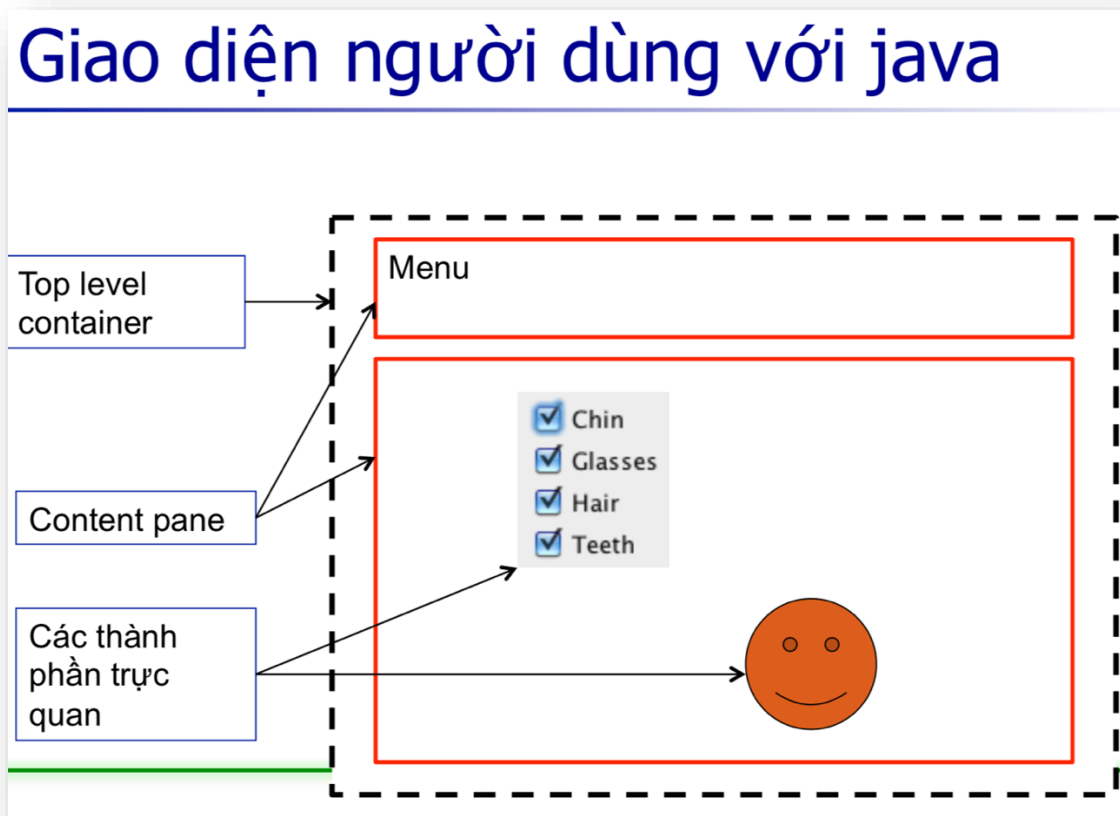 Giao diện người dùng với java
Top level
container
Menu
Chin
Glasses
Hair
Teeth
Content pane
Các thành
phần trực
quan